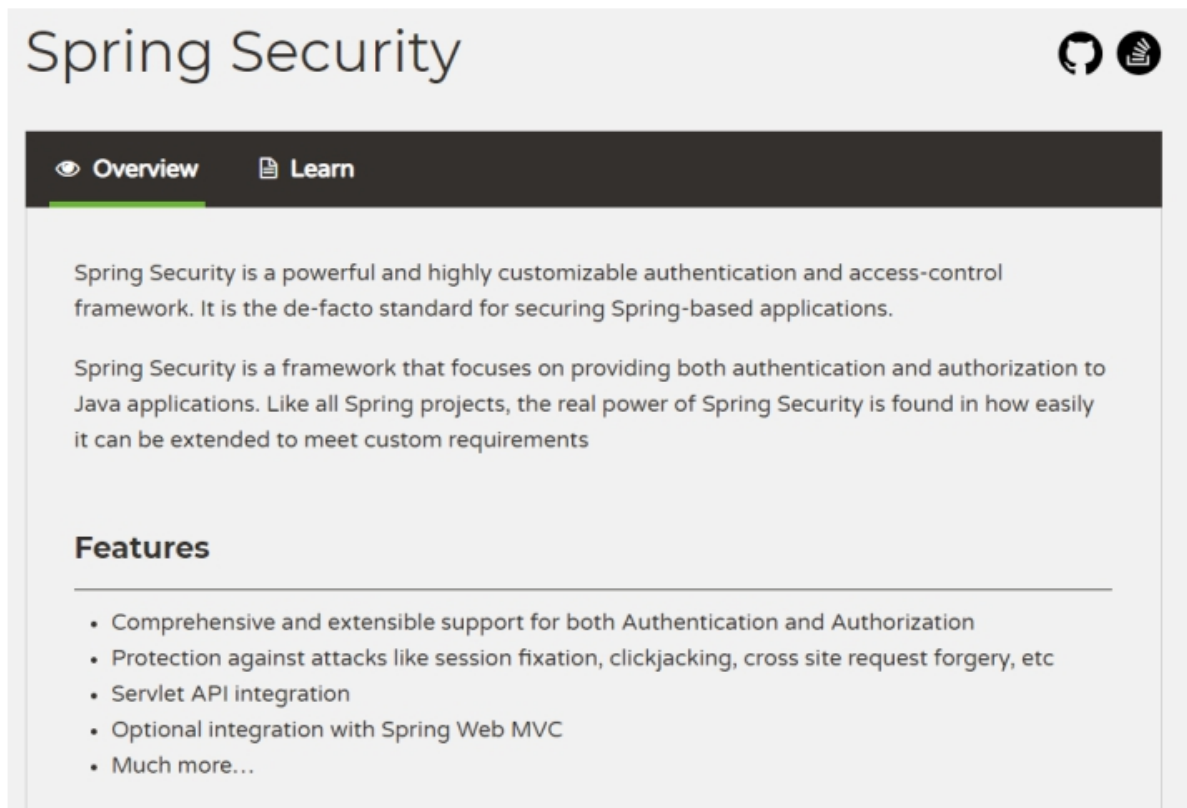 Spring Security
Overview
Learn
Spring Security is a powerful and highly customizable authentication and access-control
framework. It is the de-facto standard for securing Spring-based applications.
Spring Security is a framework that focuses on providing both authentication and authorization to
Java applications. Like all Spring projects, the real power of Spring Security is found in how easily
it can be extended to meet custom requirements
Features
• Comprehensive and extensible support for both Authentication and Authorization
• Protection against attacks like session fixation, clickjacking, cross site request forgery, etc
• Servlet API integration
• Optional integration with Spring Web MVC
• Much more…